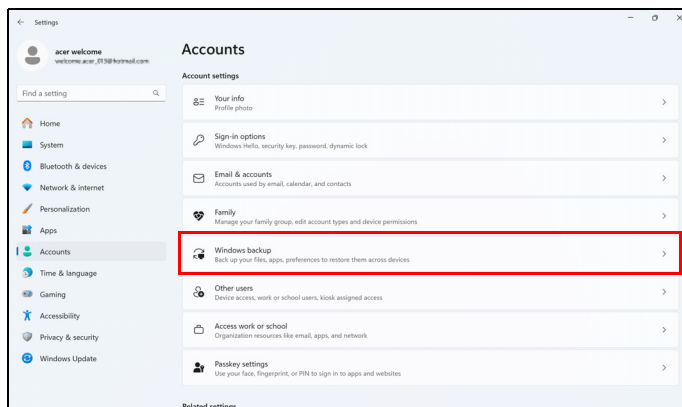 Settings
acer welcome
welcome.acer_013@hotmail.com
Find a setting
Home
System
Bluetooth & devices
Network & internet
Personalization
Apps
Accounts
Time & language
Gaming
Accessibility
Privacy & security
Windows Update
Accounts
Account settings
Your info
Profile photo
Sign-in options
Windows Hello, security key, password, dynamic lock
Email & accounts
Accounts used by email, calendar, and contacts
Family
Manage your family group, edit account types and device permissions
Windows backup
Back up your files, apps, preferences to restore them across devices
Other users
Device access, work or school users, kiosk assigned access
Access work or school
Organization resources like email, apps, and network
Passkey settings
Use your face, fingerprint, or PIN to sign in to apps and websites
Related settings